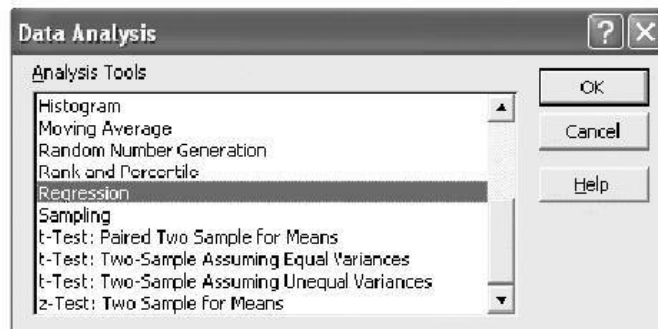 Data Analysis
Analysis Tools
Histogram
Moving Average
Random Number Generation
Rank and Percentile
Regression
Sampling
t-Test: Paired Two Sample for Means
t-Test: Two-Sample Assuming Equal Variances
t-Test: Two-Sample Assuming Unequal Variances
z-Test: Two Sample for Means
OK
Cancel
Help